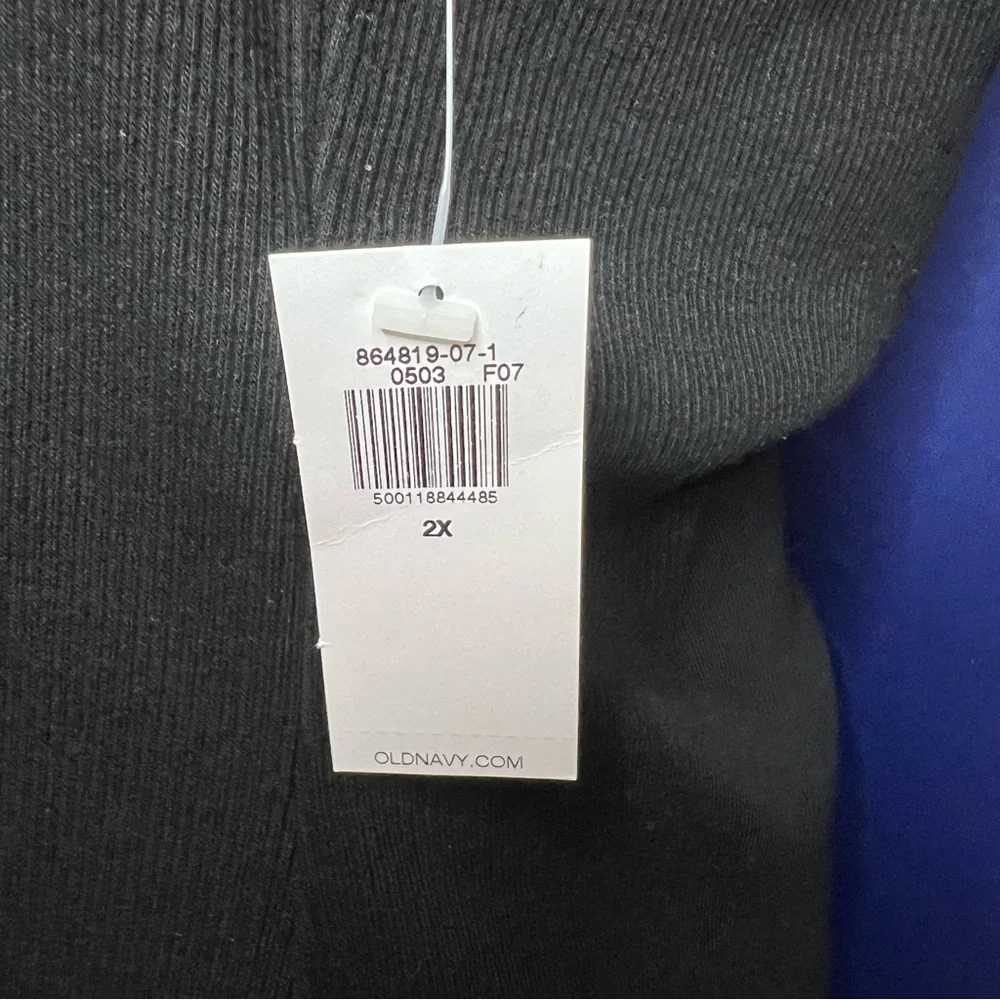 864819-07-1
0503 F07
500118844485
2X
OLDNAVY.COM